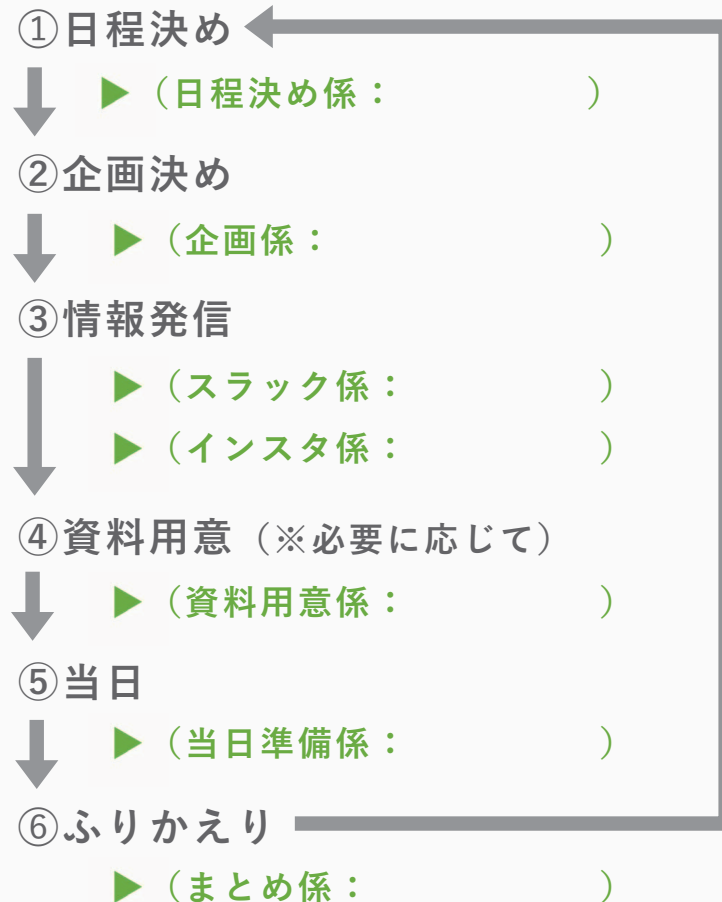 ①日程決め
▶（日程決め係：　　　　　　）
②企画決め
▶（企画係：　　　　　　　　）
③情報発信
▶（スラック係：　　　　　　）
▶（インスタ係：　　　　　　）
④資料用意（※必要に応じて）
▶（資料用意係：　　　　　　）
⑤当日
▶（当日準備係：　　　　　　）
⑥ふりかえり
▶（まとめ係：　　　　　　　）